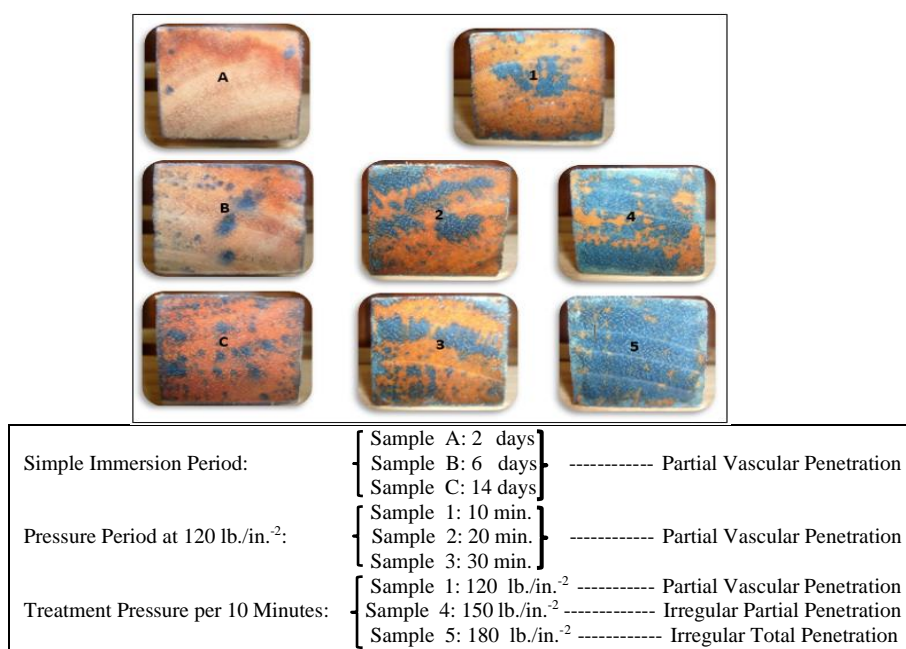 A
1
B
2
4
C
3
5
Sample A: 2 days
Simple Immersion Period: Sample B: 6 days ------------ Partial Vascular Penetration
Sample C: 14 days
Sample 1: 10 min.
Pressure Period at 120 lb./in.⁻²: Sample 2: 20 min. ------------ Partial Vascular Penetration
Sample 3: 30 min.
Sample 1: 120 lb./in.⁻² ------------ Partial Vascular Penetration
Treatment Pressure per 10 Minutes: Sample 4: 150 lb./in.⁻² ------------ Irregular Partial Penetration
Sample 5: 180 lb./in.⁻² ------------ Irregular Total Penetration